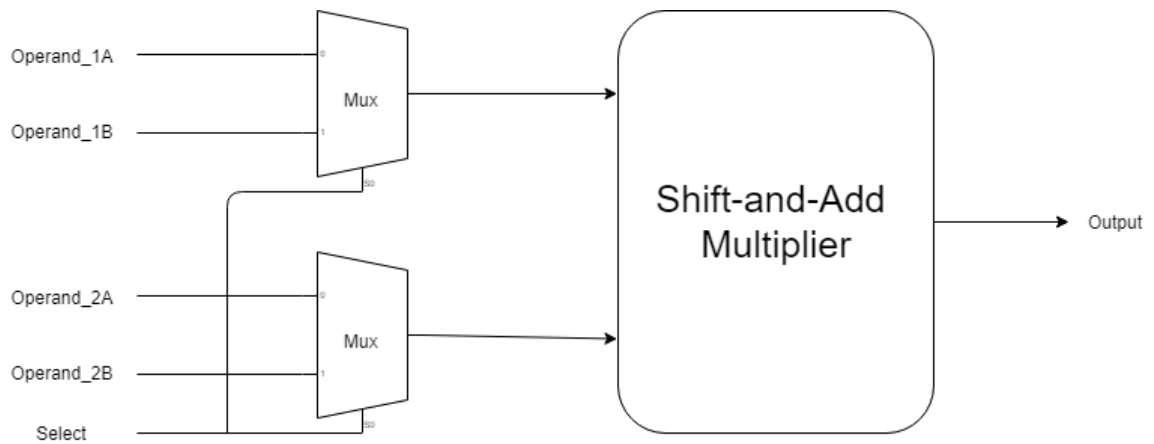 Operand_1A
0
Mux
Operand_1B
1
S0
Shift-and-Add
Multiplier
Output
Operand_2A
0
Mux
Operand_2B
1
S0
Select